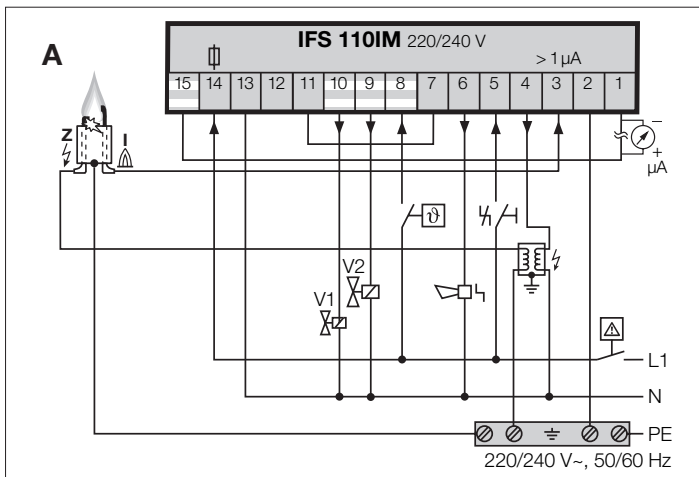 IFS 110IM 220/240 V
A
> 1 µA
15 14 13 12 11 10 9 8 7 6 5 4 3 2 1
−
+
µA
Z
I
ϑ
V2
V1
L1
N
PE
220/240 V~, 50/60 Hz